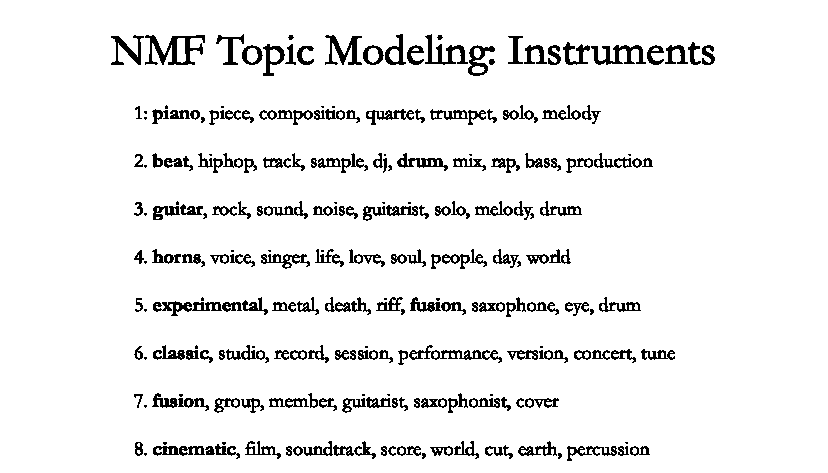 NMF Topic Modeling: Instruments
1: piano, piece, composition, quartet, trumpet, solo, melody
2. beat, hiphop, track, sample, dj, drum, mix, rap, bass, production
3. guitar, rock, sound, noise, guitarist, solo, melody, drum
4. horns, voice, singer, life, love, soul, people, day, world
5. experimental, metal, death, riff, fusion, saxophone, eye, drum
6. classic, studio, record, session, performance, version, concert, tune
7. fusion, group, member, guitarist, saxophonist, cover
8. cinematic, film, soundtrack, score, world, cut, earth, percussion